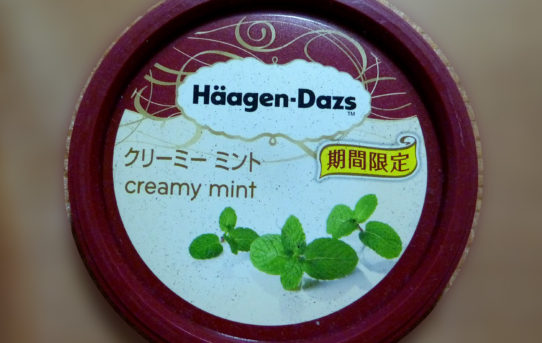 Häagen-Dazs
TM
クリーミー ミント
期間限定
creamy mint